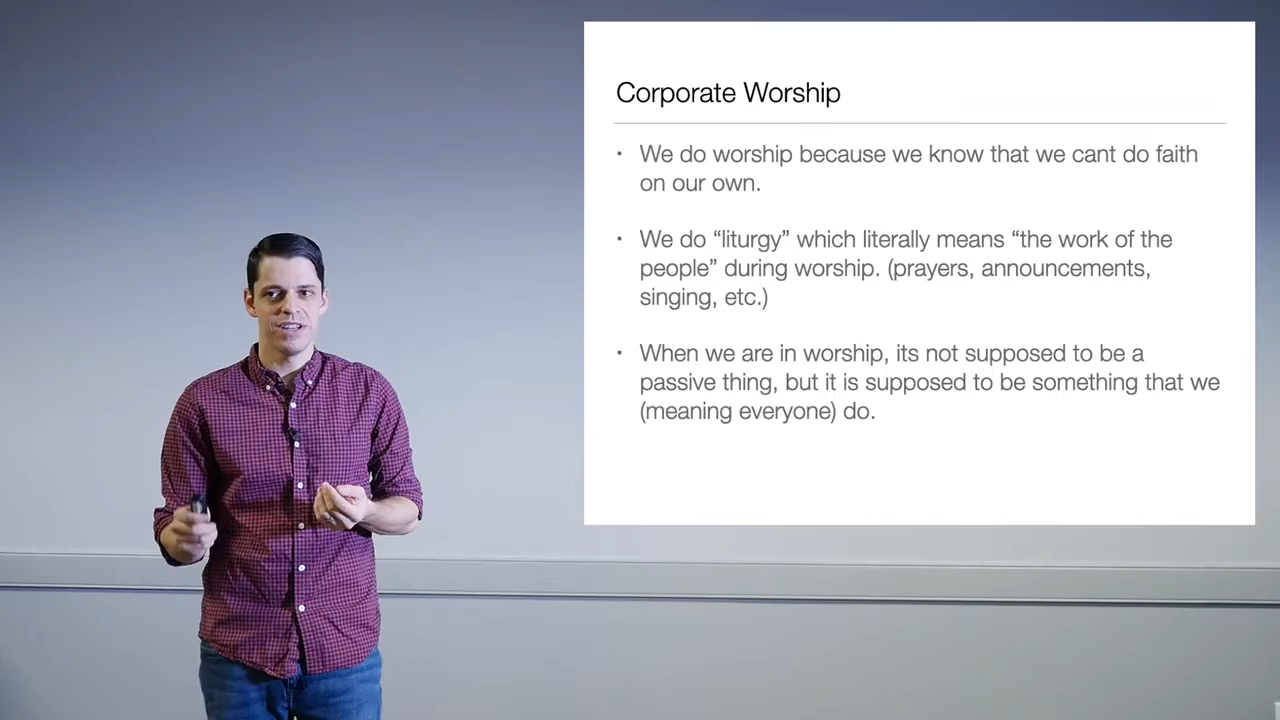 Corporate Worship
• We do worship because we know that we cant do faith
on our own.
• We do “liturgy” which literally means “the work of the
people” during worship. (prayers, announcements,
singing, etc.)
• When we are in worship, its not supposed to be a
passive thing, but it is supposed to be something that we
(meaning everyone) do.